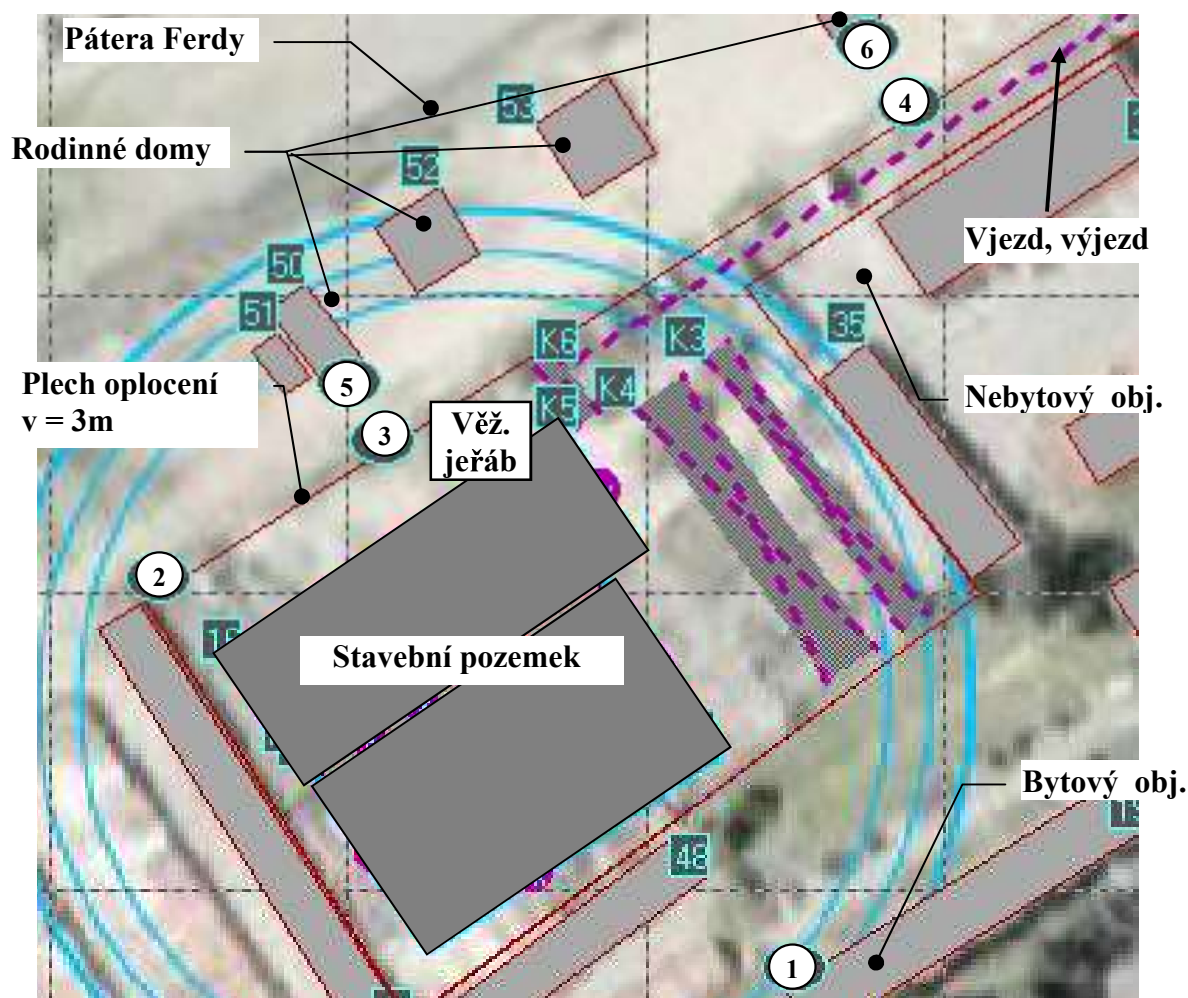 Pátera Ferdy
6
4
53
Rodinné domy
52
Vjezd, výjezd
50
51
35
K6
K3
K4
K5
Plech oplocení
v = 3m
5
3
Věž.
jeřáb
Nebytový obj.
2
Stavební pozemek
Bytový obj.
48
1